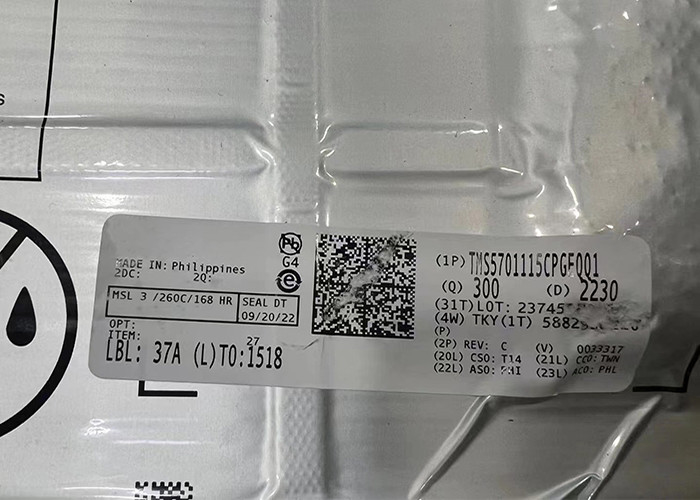 s
Pb
G4
e
MADE IN: Philippines
2DC: 2Q:
MSL 3 /260C/168 HR
SEAL DT
09/20/22
OPT:
ITEM:
27
LBL: 37A (L)TO:1518
(1P) TMS5701115CPGEQQ1
(Q) 300 (D) 2230
(31T)LOT:
(4W) TKY(1T)
(P)
(2P) REV: C (V) 0033317
(20L) CSO: T14 (21L) CCO: TWN
(22L) ASO: (23L) ACO: PHL